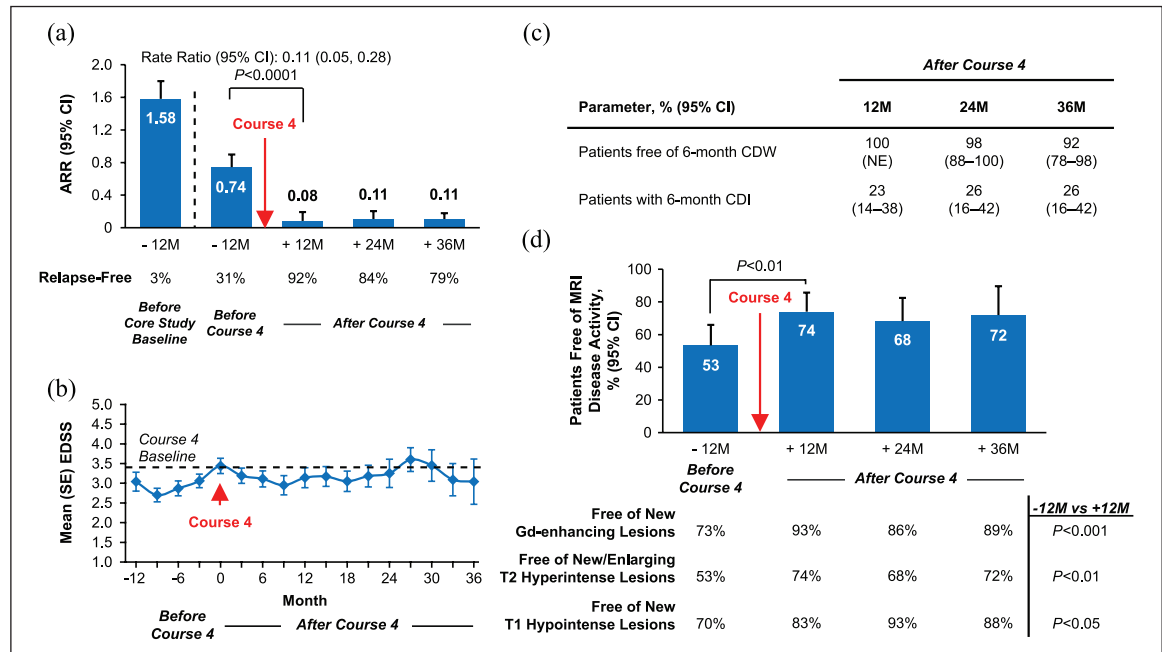 (a)
Rate Ratio (95% CI): 0.11 (0.05, 0.28)
P<0.0001
ARR (95% CI)
2.0
1.6
1.2
0.8
0.4
0
1.58
0.74
Course 4
0.08
0.11
0.11
- 12M
- 12M
+ 12M
+ 24M
+ 36M
Relapse-Free
3%
31%
92%
84%
79%
Before
Core Study
Baseline
Before
Course 4
After Course 4
(b)
Mean (SE) EDSS
5.0
4.5
4.0
3.5
3.0
2.5
2.0
1.5
1.0
Course 4
Baseline
Course 4
-12
-6
0
6
12
18
24
30
36
Month
Before
Course 4
After Course 4
(c)
After Course 4
Parameter, % (95% CI)
12M
24M
36M
Patients free of 6-month CDW
100
(NE)
98
(88–100)
92
(78–98)
Patients with 6-month CDI
23
(14–38)
26
(16–42)
26
(16–42)
(d)
Patients Free of MRI
Disease Activity,
% (95% CI)
100
80
60
40
20
0
P<0.01
Course 4
53
74
68
72
- 12M
+ 12M
+ 24M
+ 36M
Before
Course 4
After Course 4
-12M vs +12M
Free of New
Gd-enhancing Lesions
73%
93%
86%
89%
P<0.001
Free of New/Enlarging
T2 Hyperintense Lesions
53%
74%
68%
72%
P<0.01
Free of New
T1 Hypointense Lesions
70%
83%
93%
88%
P<0.05